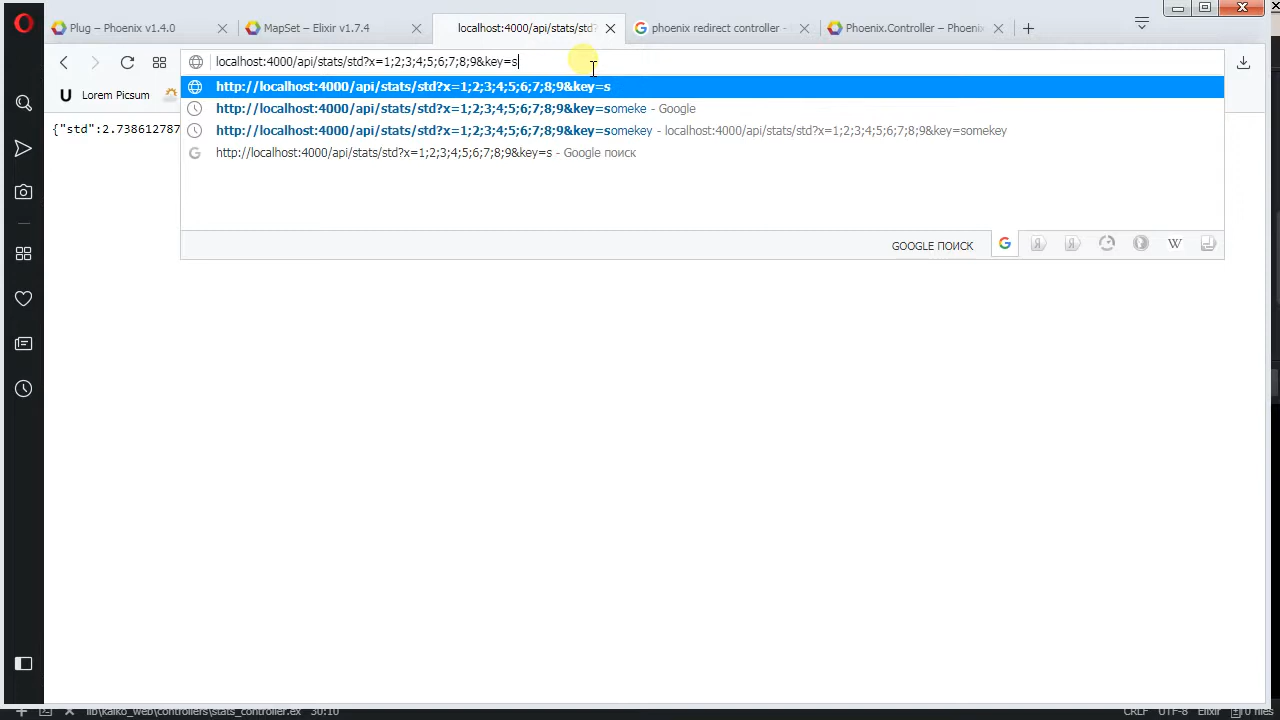 Plug – Phoenix v1.4.0
MapSet – Elixir v1.7.4
localhost:4000/api/stats/std?
phoenix redirect controller -
Phoenix.Controller – Phoeni
localhost:4000/api/stats/std?x=1;2;3;4;5;6;7;8;9&key=s
U Lorem Picsum
http://localhost:4000/api/stats/std?x=1;2;3;4;5;6;7;8;9&key=s
http://localhost:4000/api/stats/std?x=1;2;3;4;5;6;7;8;9&key=someke - Google
http://localhost:4000/api/stats/std?x=1;2;3;4;5;6;7;8;9&key=somekey - localhost:4000/api/stats/std?x=1;2;3;4;5;6;7;8;9&key=somekey
http://localhost:4000/api/stats/std?x=1;2;3;4;5;6;7;8;9&key=s - Google поиск
{"std":2.738612787
GOOGLE ПОИСК
W
lib\kaiko_web\controllers\stats_controller.ex 30:10
CRLF UTF-8 Elixir 10 files